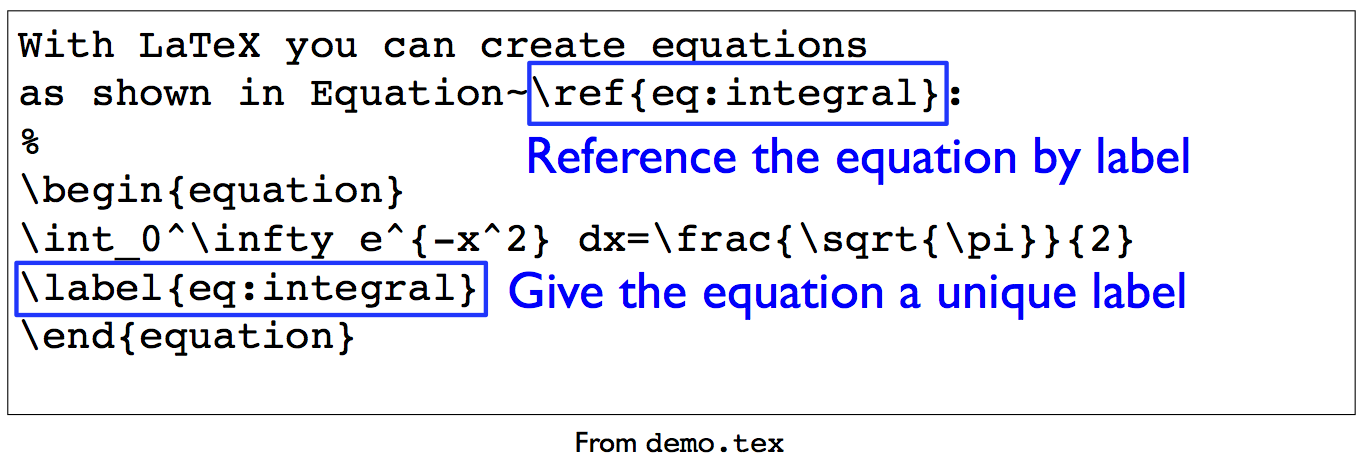 With LaTeX you can create equations
as shown in Equation~\ref{eq:integral}:
%
Reference the equation by label
\begin{equation}
\int_0^\infty e^{-x^2} dx=\frac{\sqrt{\pi}}{2}
\label{eq:integral} Give the equation a unique label
\end{equation}
From demo.tex